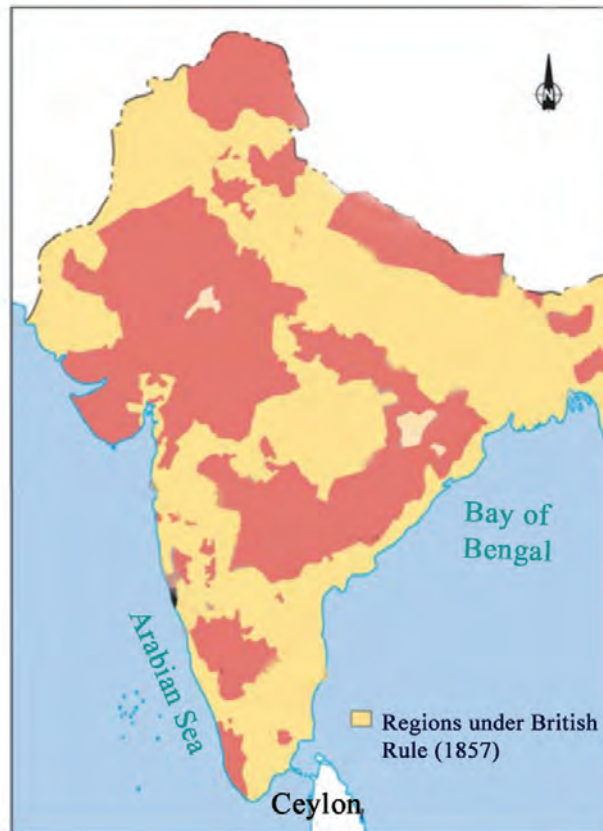 N
Bay of
Bengal
Arabian Sea
Regions under British
Rule (1857)
Ceylon